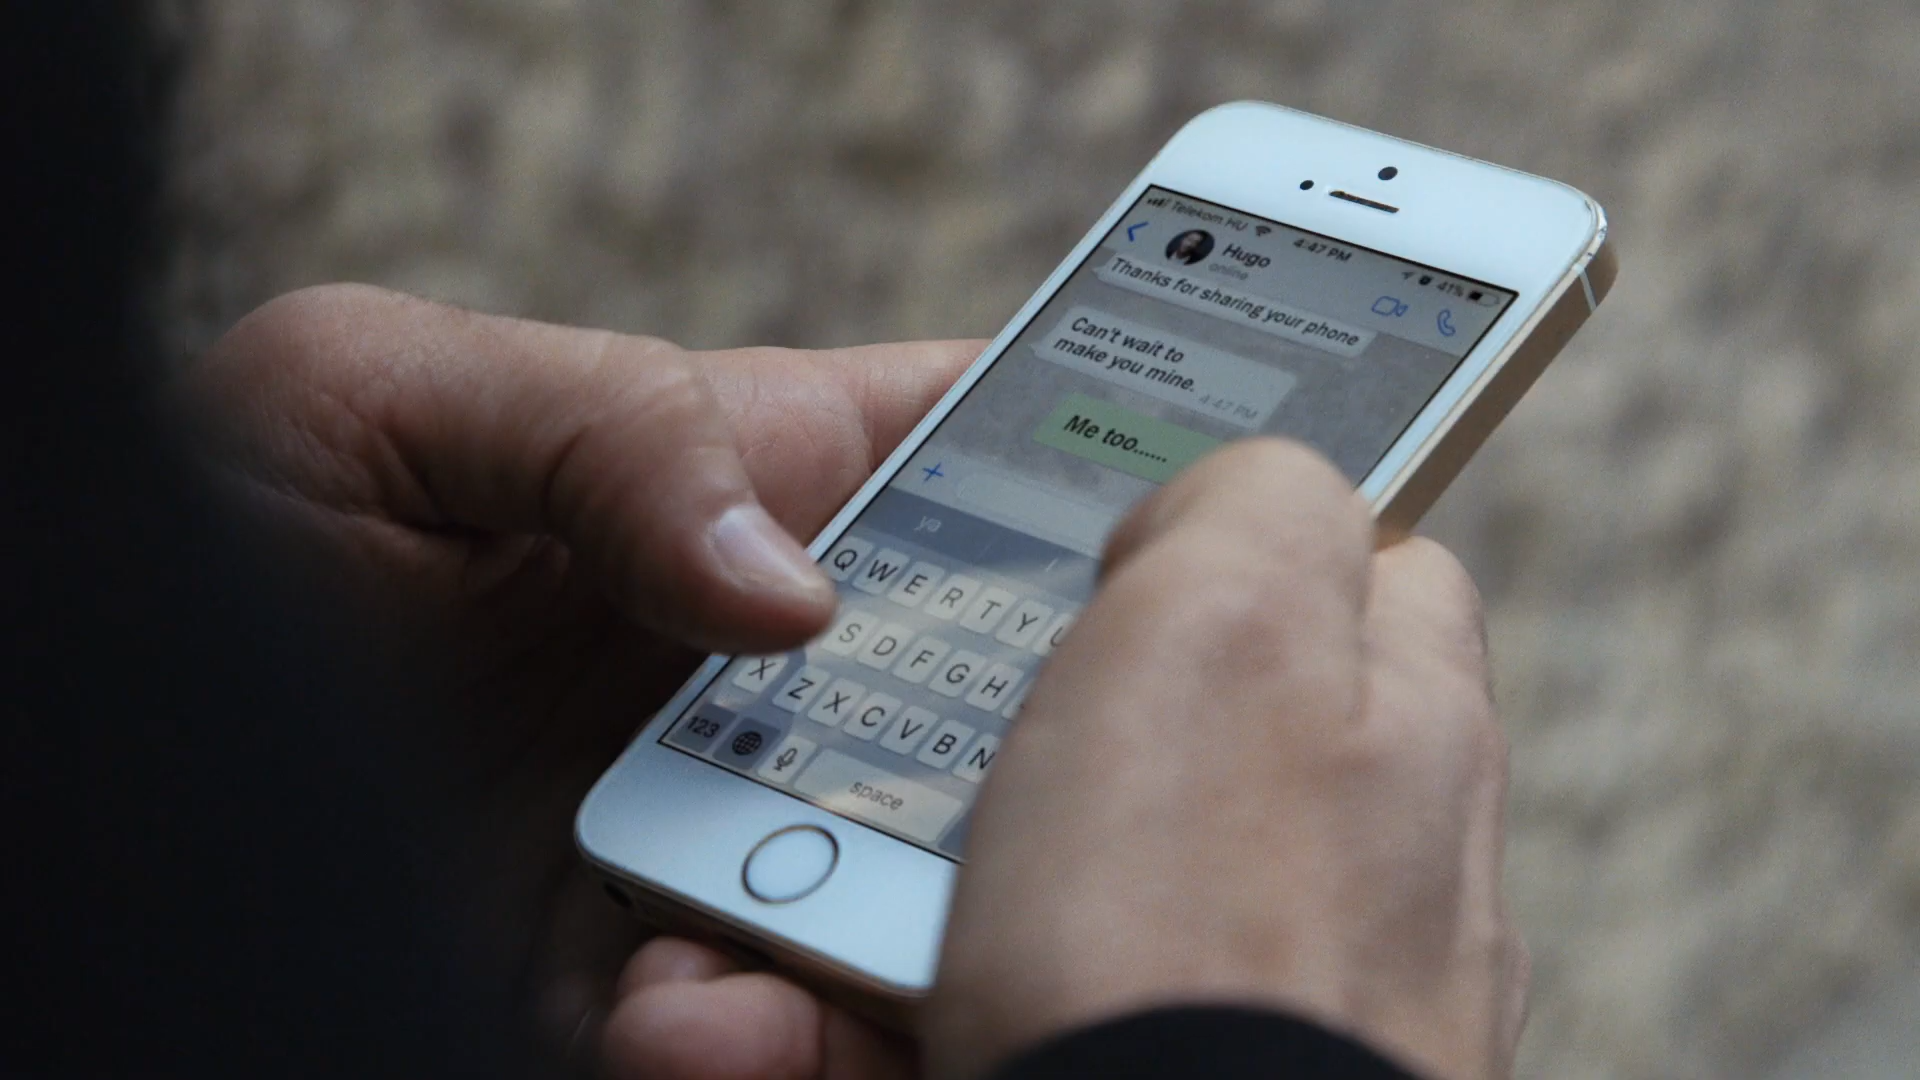 Telekom HU 4:47 PM 41%
Hugo
online
Thanks for sharing your phone
Can't wait to
make you mine. 4:47 PM
Me too......
+
ya
Q W E R T Y U
S D F G H
X Z X C V B N
123 space